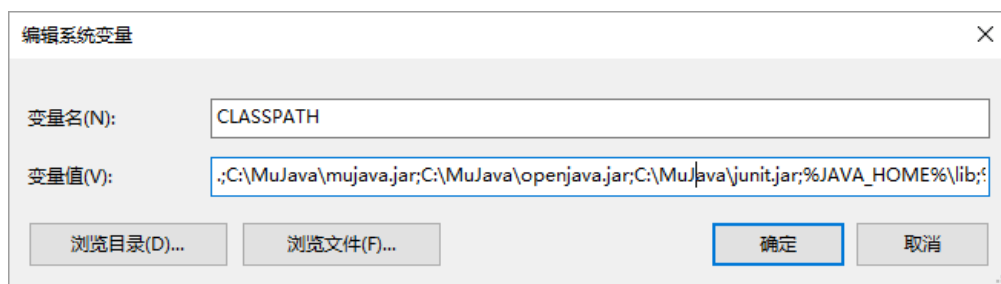 编辑系统变量
变量名(N): CLASSPATH
变量值(V): .;C:\MuJava\mujava.jar;C:\MuJava\openjava.jar;C:\MuJava\junit.jar;%JAVA_HOME%\lib;%
浏览目录(D)... 浏览文件(F)... 确定 取消